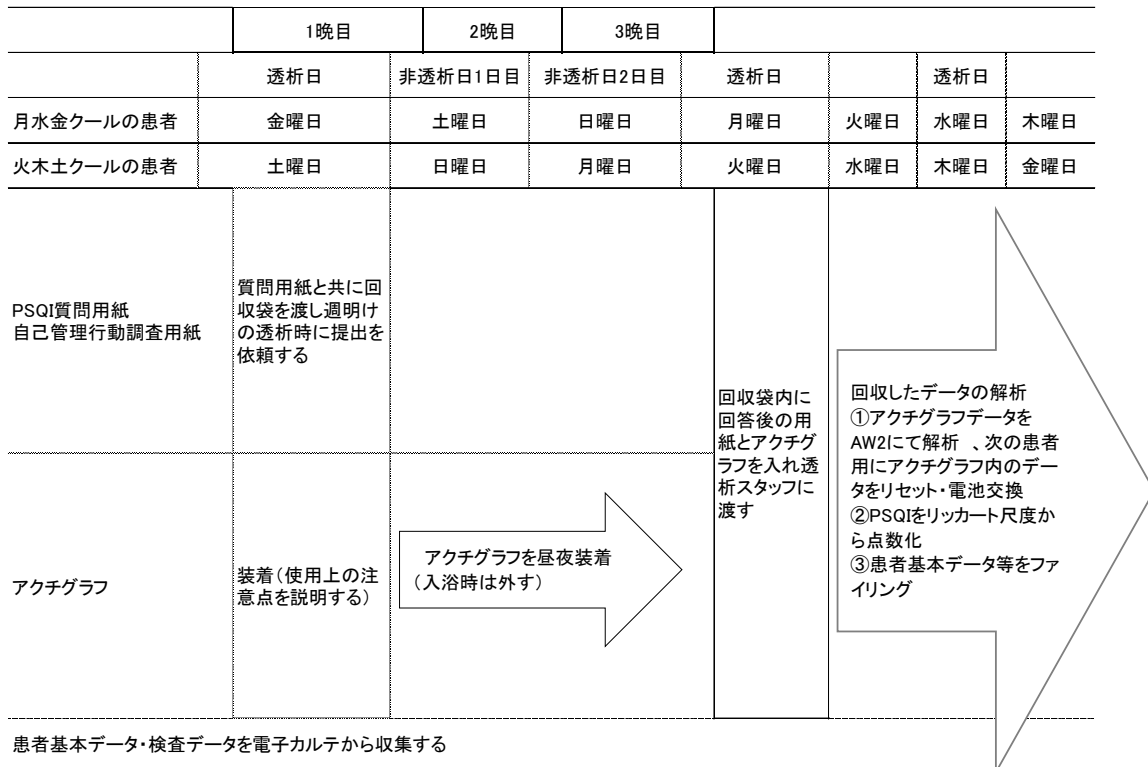 1晩目 2晩目 3晩目
透析日 非透析日1日目 非透析日2日目 透析日 透析日
月水金クールの患者 金曜日 土曜日 日曜日 月曜日 火曜日 水曜日 木曜日
火木土クールの患者 土曜日 日曜日 月曜日 火曜日 水曜日 木曜日 金曜日
PSQI質問用紙
自己管理行動調査用紙
質問用紙と共に回
収袋を渡し週明け
の透析時に提出を
依頼する
アクチグラフ
装着(使用上の注
意点を説明する)
アクチグラフを昼夜装着
(入浴時は外す)
回収袋内に
回答後の用
紙とアクチグ
ラフを入れ透
析スタッフに
渡す
回収したデータの解析
①アクチグラフデータを
AW2にて解析 、次の患者
用にアクチグラフ内のデー
タをリセット・電池交換
②PSQIをリッカート尺度か
ら点数化
③患者基本データ等をファ
イリング
患者基本データ・検査データを電子カルテから収集する